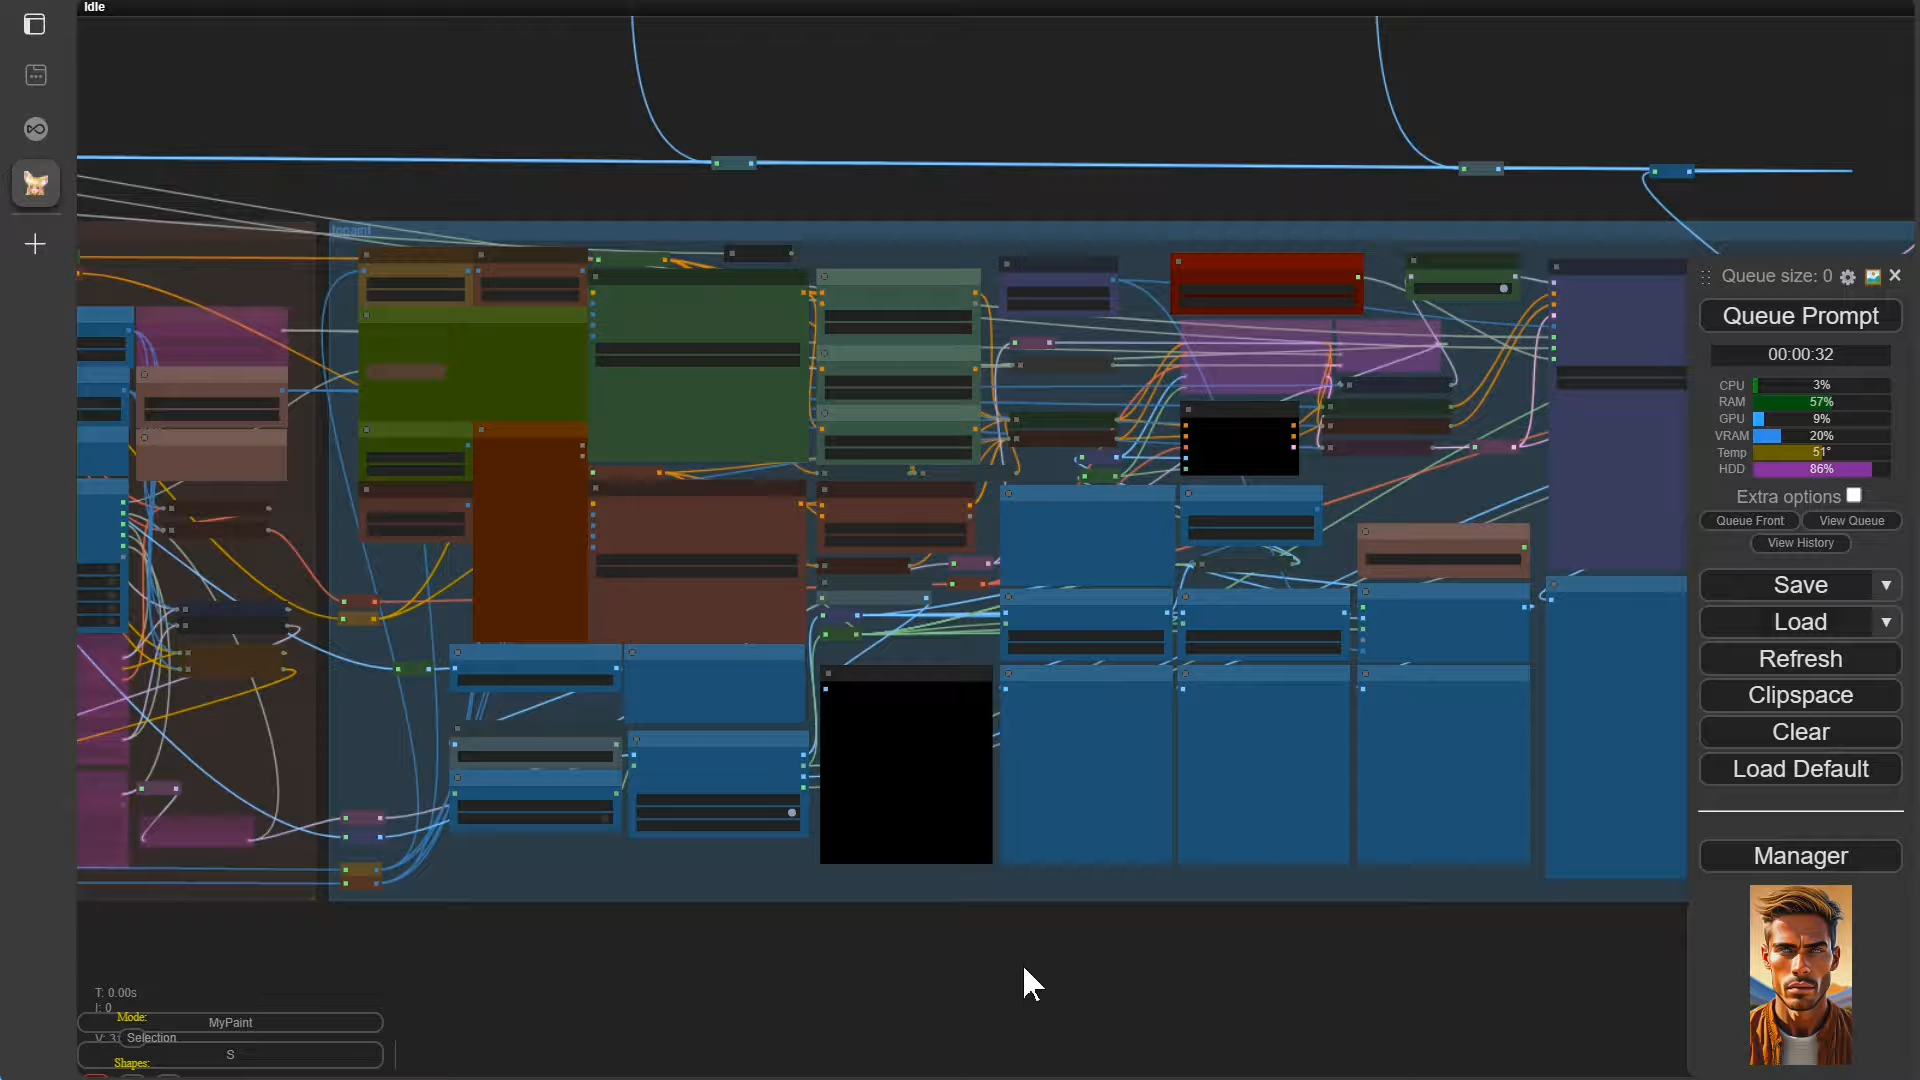 Idle
Inpaint
Queue size: 0
Queue Prompt
00:00:32
CPU 3%
RAM 57%
GPU 9%
VRAM 20%
Temp 51°
HDD 86%
Extra options
Queue Front View Queue
View History
Save ▼
Load ▼
Refresh
Clipspace
Clear
Load Default
Manager
T: 0.00s
I: 0
Mode:
MyPaint
Selection
S
Shapes: